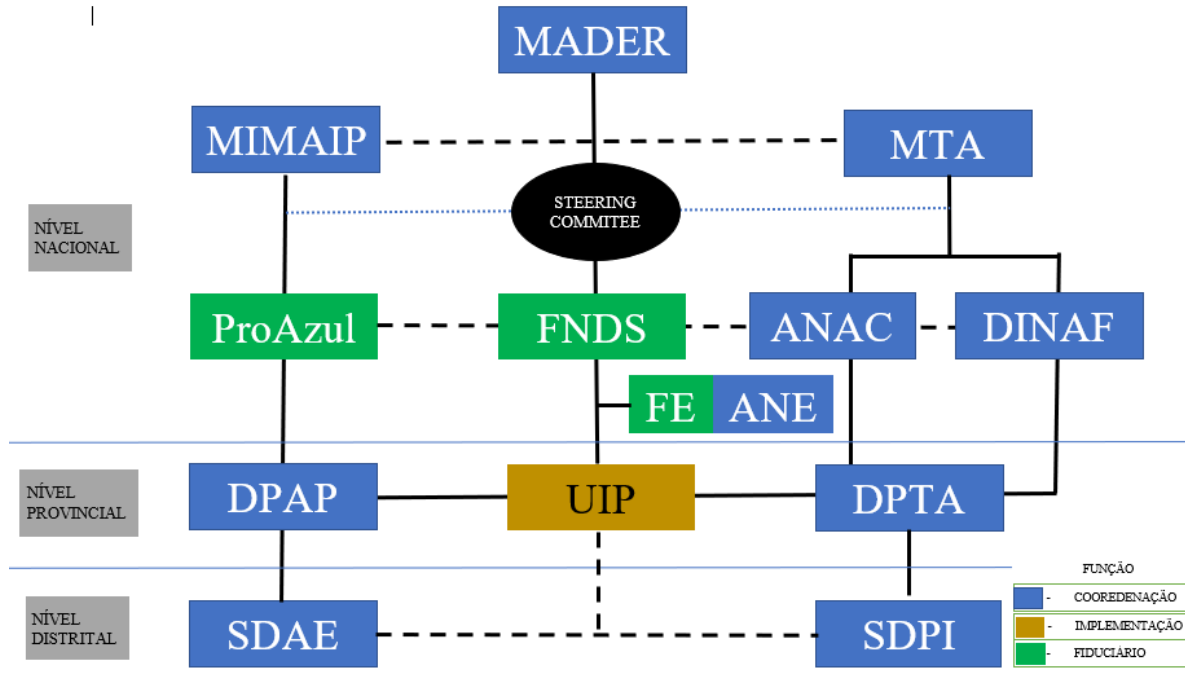 MADER
MIMAIP
MTA
STEERING
COMMITEE
NÍVEL
NACIONAL
ProAzul
FNDS
ANAC
DINAF
FE
ANE
NÍVEL
PROVINCIAL
DPAP
UIP
DPTA
FUNÇÃO
- COOREDENAÇÃO
- IMPLEMENTAÇÃO
- FIDUCIÁRIO
NÍVEL
DISTRITAL
SDAE
SDPI